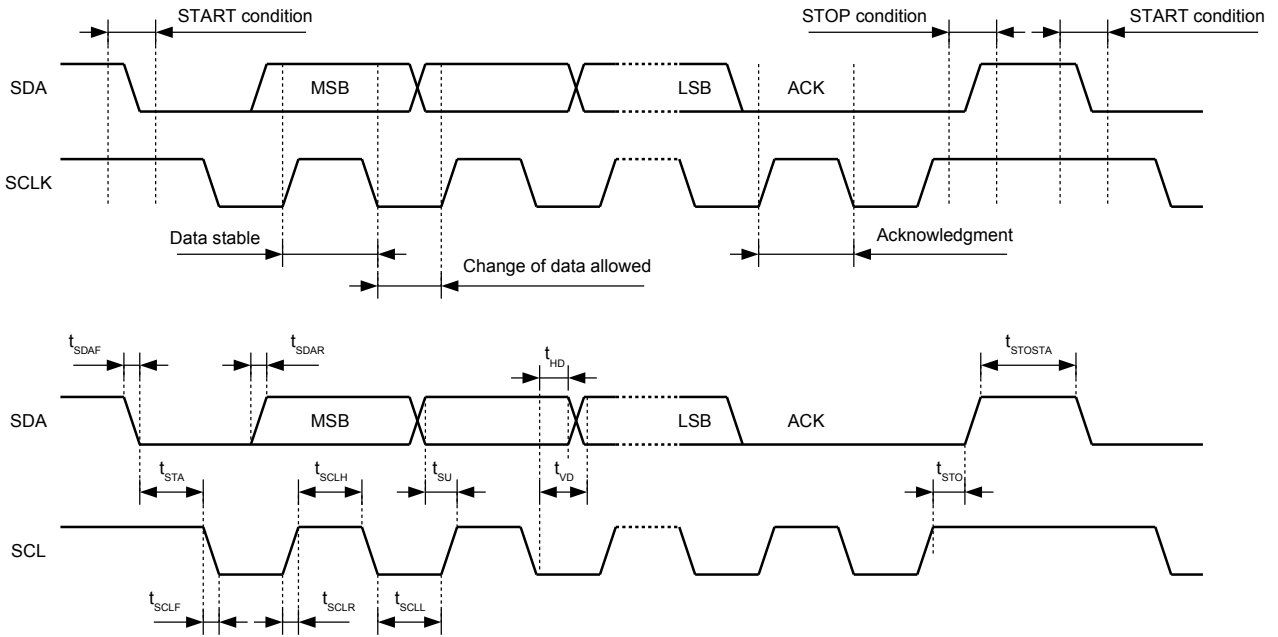 START condition
STOP condition
START condition
SDA
MSB
LSB
ACK
SCLK
Data stable
Acknowledgment
Change of data allowed
tSDAF
tSDAR
tHD
tSTOSTA
SDA
MSB
LSB
ACK
tSTA
tSCLH
tSU
tVD
tSTO
SCL
tSCLF
tSCLR
tSCLL